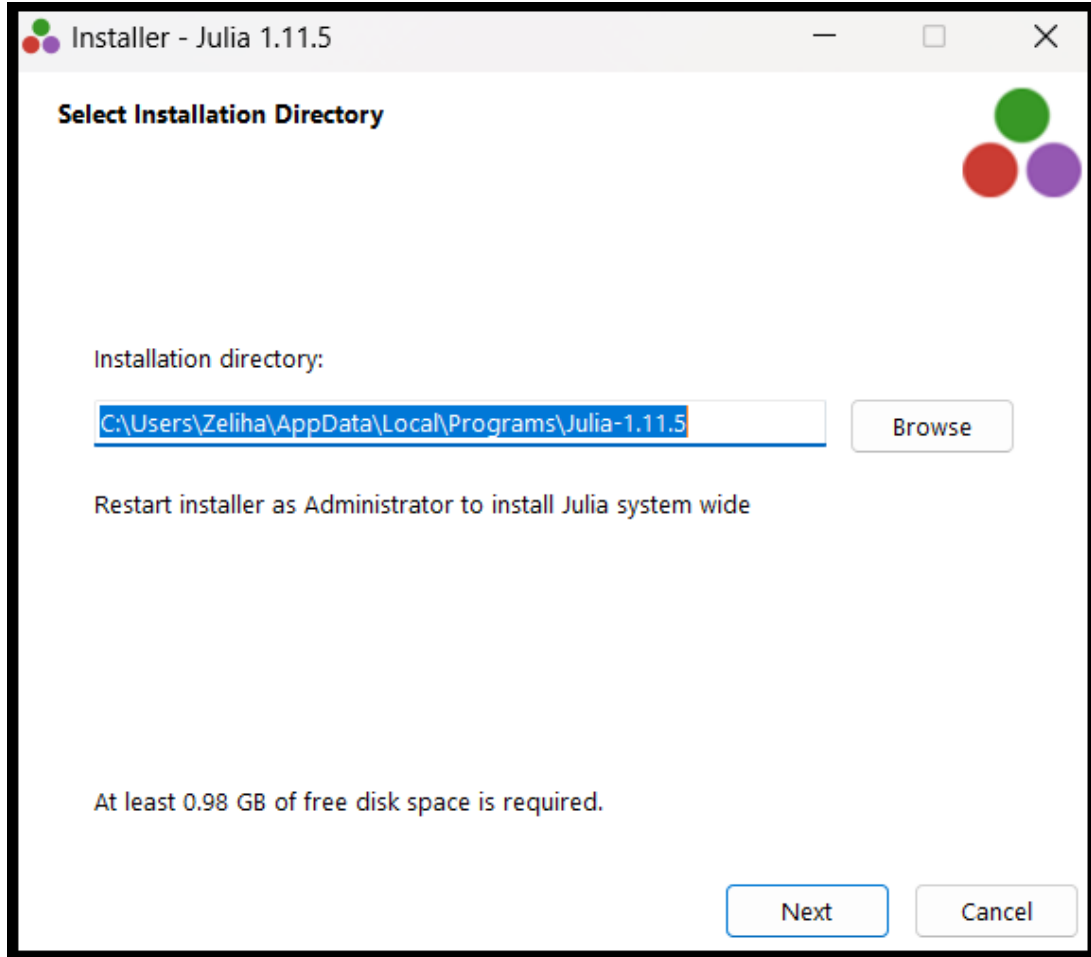 Installer - Julia 1.11.5
Select Installation Directory
Installation directory:
C:\Users\Zeliha\AppData\Local\Programs\Julia-1.11.5
Browse
Restart installer as Administrator to install Julia system wide
At least 0.98 GB of free disk space is required.
Next
Cancel